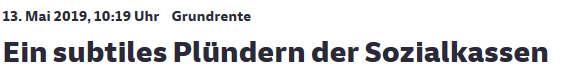 13. Mai 2019, 10:19 Uhr Grundrente
Ein subtiles Plündern der Sozialkassen